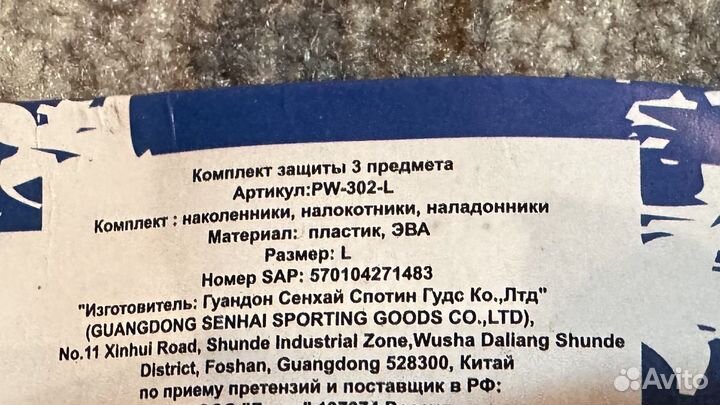 Комплект защиты 3 предмета
Артикул:PW-302-L
Комплект : наколенники, налокотники, наладонники
Материал: пластик, ЭВА
Размер: L
Номер SAP: 570104271483
"Изготовитель: Гуандон Сенхай Спотин Гудс Ко.,Лтд"
(GUANGDONG SENHAI SPORTING GOODS CO.,LTD),
No.11 Xinhui Road, Shunde Industrial Zone,Wusha Daliang Shunde
District, Foshan, Guangdong 528300, Китай
по приему претензий и поставщик в РФ:
Avito